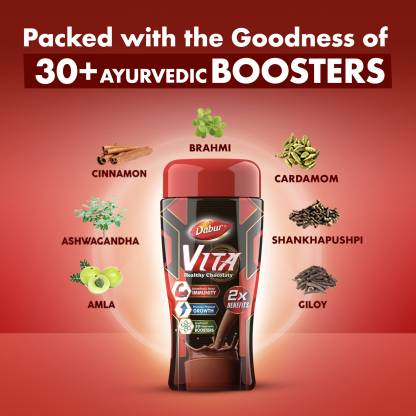 Packed with the Goodness of
30+ AYURVEDIC BOOSTERS
BRAHMI
CINNAMON
CARDAMOM
ASHWAGANDHA
SHANKHAPUSHPI
AMLA
GILOY
Dabur
VITA
Healthy Chocolaty
IMMUNITY
2X
BENEFITS
GROWTH
BOOSTERS